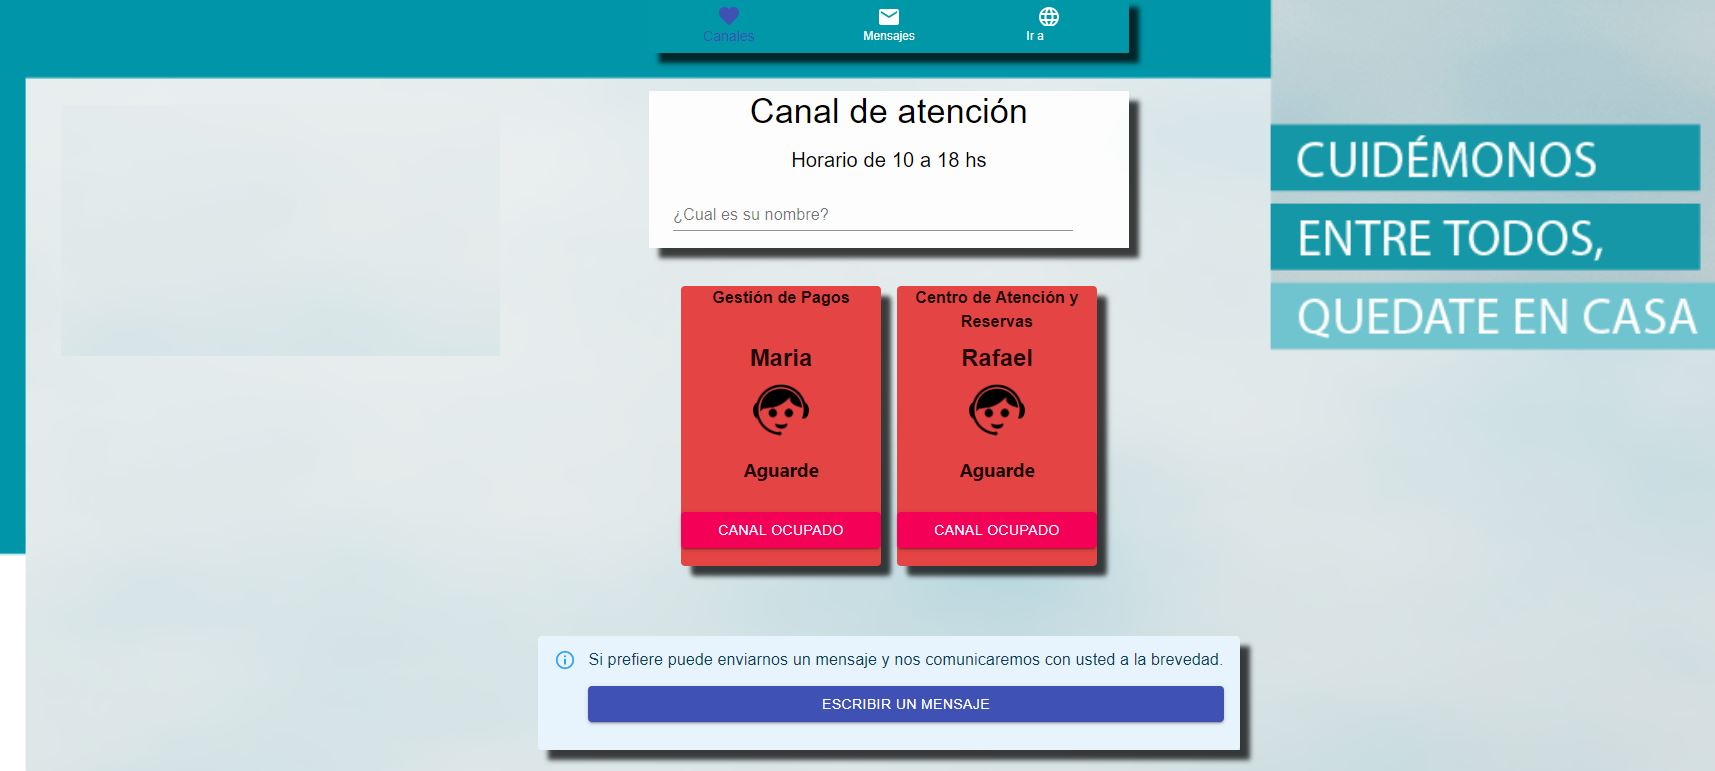 Canales
Mensajes
Ir a
Canal de atención
Horario de 10 a 18 hs
¿Cual es su nombre?
CUIDÉMONOS
ENTRE TODOS,
QUEDATE EN CASA
Gestión de Pagos
Maria
Aguarde
CANAL OCUPADO
Centro de Atención y
Reservas
Rafael
Aguarde
CANAL OCUPADO
Si prefiere puede enviarnos un mensaje y nos comunicaremos con usted a la brevedad.
ESCRIBIR UN MENSAJE